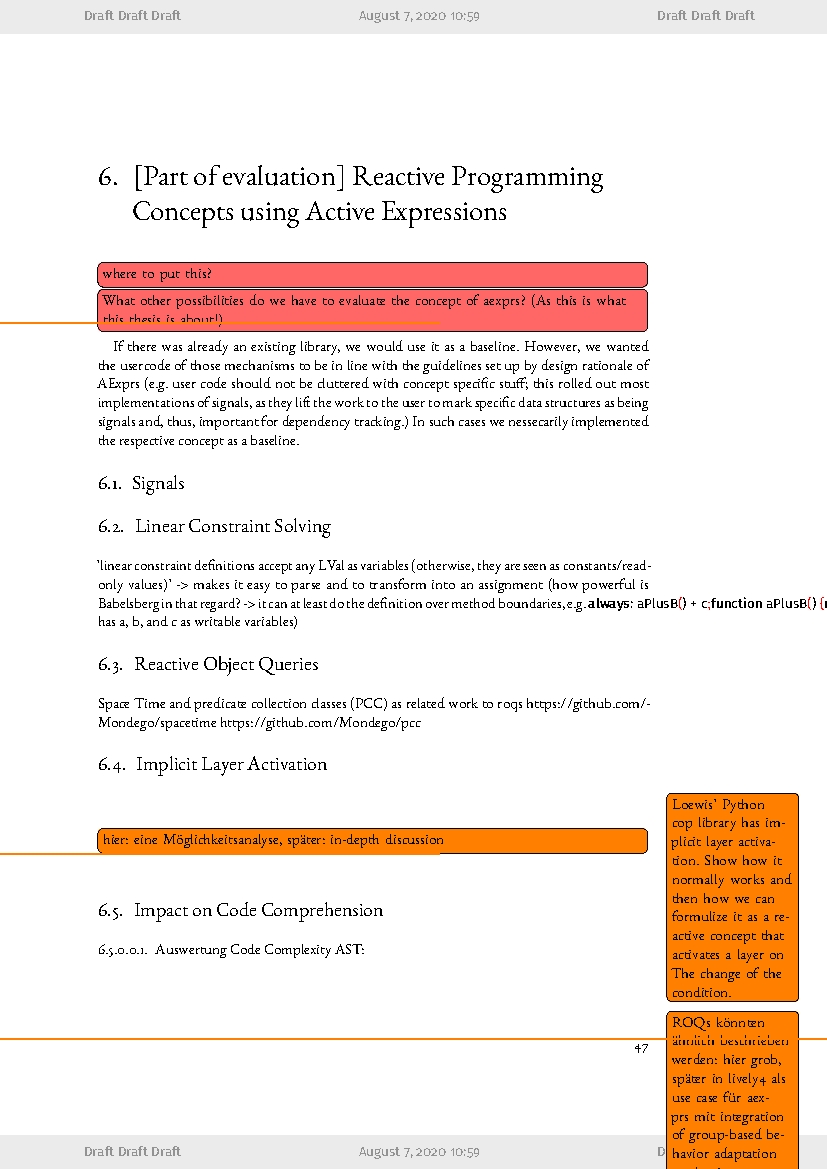 Draft Draft Draft August 7, 2020 10:59 Draft Draft Draft
6. [Part of evaluation] Reactive Programming
Concepts using Active Expressions
where to put this?
What other possibilities do we have to evaluate the concept of aexprs? (As this is what
this thesis is about!)
If there was already an existing library, we would use it as a baseline. However, we wanted
the usercode of those mechanisms to be in line with the guidelines set up by design rationale of
AExprs (e.g. user code should not be cluttered with concept specific stuff; this rolled out most
implementations of signals, as they lift the work to the user to mark specific data structures as being
signals and, thus, important for dependency tracking.) In such cases we nessecarily implemented
the respective concept as a baseline.
6.1. Signals
6.2. Linear Constraint Solving
'linear constraint definitions accept any LVal as variables (otherwise, they are seen as constants/read-
only values)' -> makes it easy to parse and to transform into an assignment (how powerful is
Babelsberg in that regard? -> it can at least do the definition over method boundaries, e.g. always: aPlusB() + c;function aPlusB() {
has a, b, and c as writable variables)
6.3. Reactive Object Queries
Space Time and predicate collection classes (PCC) as related work to roqs https://github.com/-
Mondego/spacetime https://github.com/Mondego/pcc
6.4. Implicit Layer Activation
hier: eine Möglichkeitsanalyse, später: in-depth discussion
6.5. Impact on Code Comprehension
6.5.0.0.1. Auswertung Code Complexity AST:
Loewis' Python
cop library has im-
plicit layer activa-
tion. Show how it
normally works and
then how we can
formulize it as a re-
active concept that
activates a layer on
The change of the
condition.
ROQs könnten
ähnlich beschrieben
werden: hier grob,
später in lively4 als
use case für aex-
prs mit integration
of group-based be-
havior adaptation
47
Draft Draft Draft August 7, 2020 10:59